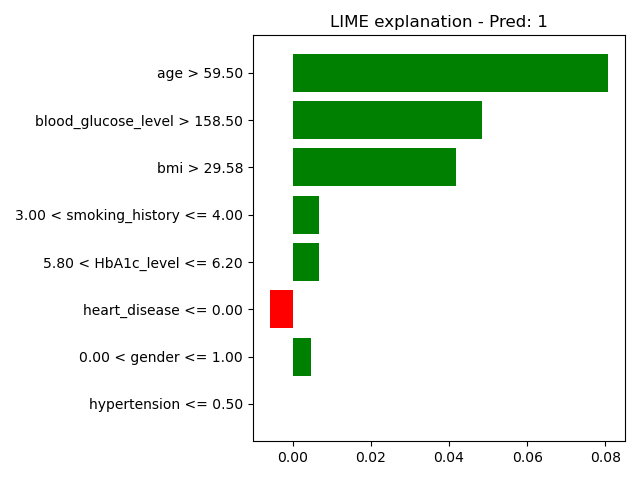 LIME explanation - Pred: 1
age > 59.50
blood_glucose_level > 158.50
bmi > 29.58
3.00 < smoking_history <= 4.00
5.80 < HbA1c_level <= 6.20
heart_disease <= 0.00
0.00 < gender <= 1.00
hypertension <= 0.50
0.00 0.02 0.04 0.06 0.08